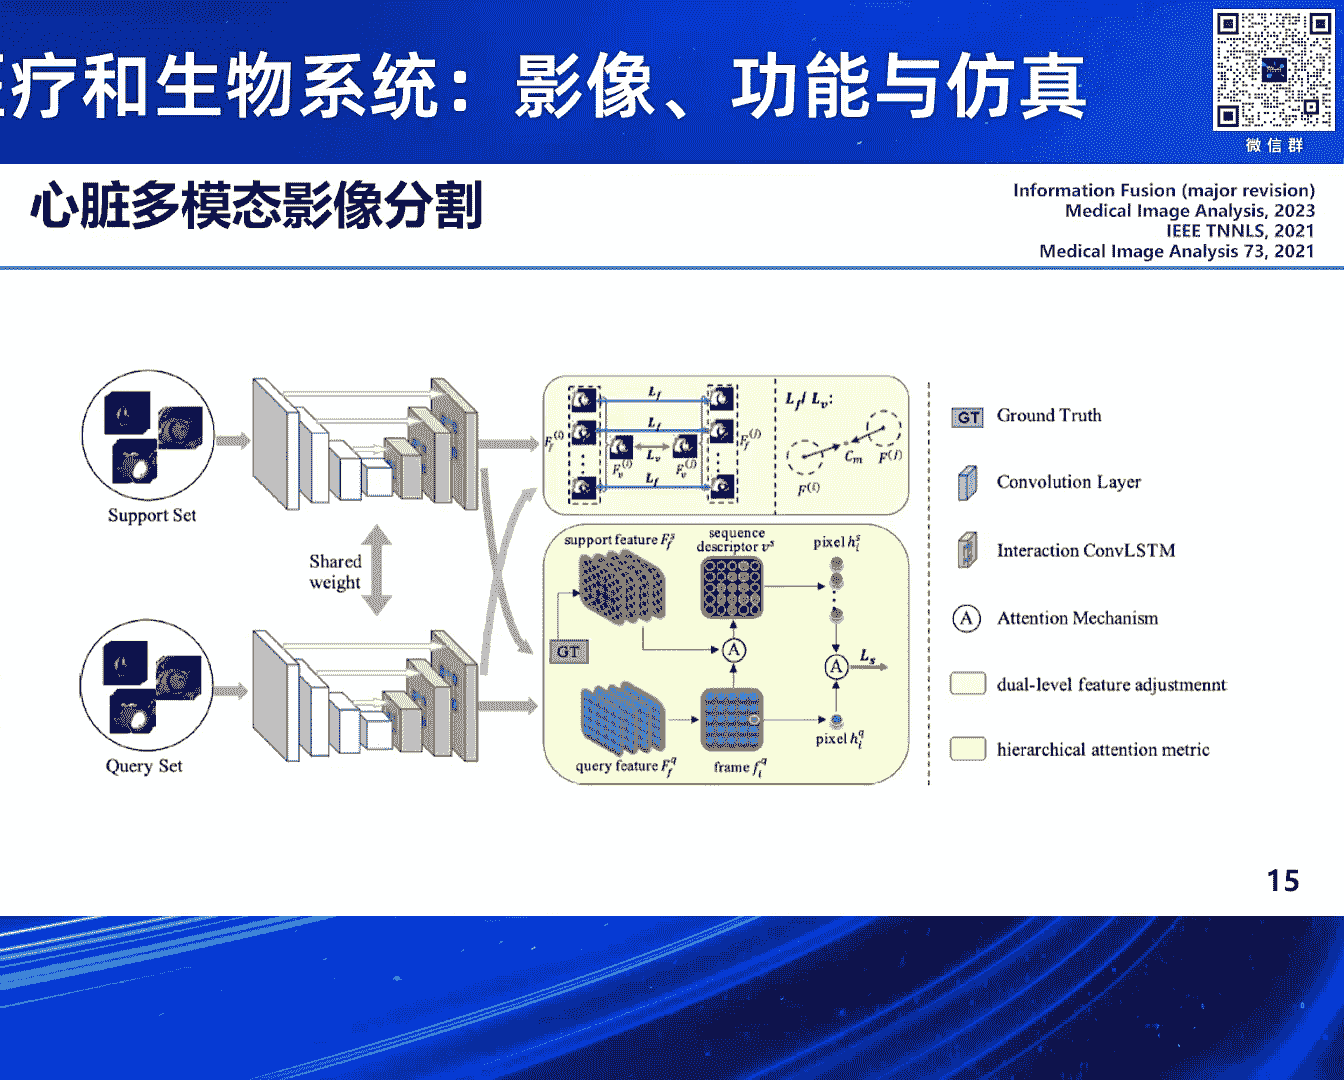 疗和生物系统：影像、功能与仿真
微信群
心脏多模态影像分割
Information Fusion (major revision)
Medical Image Analysis, 2023
IEEE TNNLS, 2021
Medical Image Analysis 73, 2021
Support Set
Shared
weight
Query Set
L_f
L_f
L_v
L_f
F_f^(i)
F_v^(i)
F_v^(j)
F_f^(j)
L_f/ L_v:
C_m
F^(j)
F^(i)
support feature F_f^s
sequence
descriptor v^s
pixel h_i^s
GT
A
A
L_s
query feature F_f^q
frame f_i^q
pixel h_i^q
GT
Ground Truth
Convolution Layer
Interaction ConvLSTM
A
Attention Mechanism
dual-level feature adjustmennt
hierarchical attention metric
15